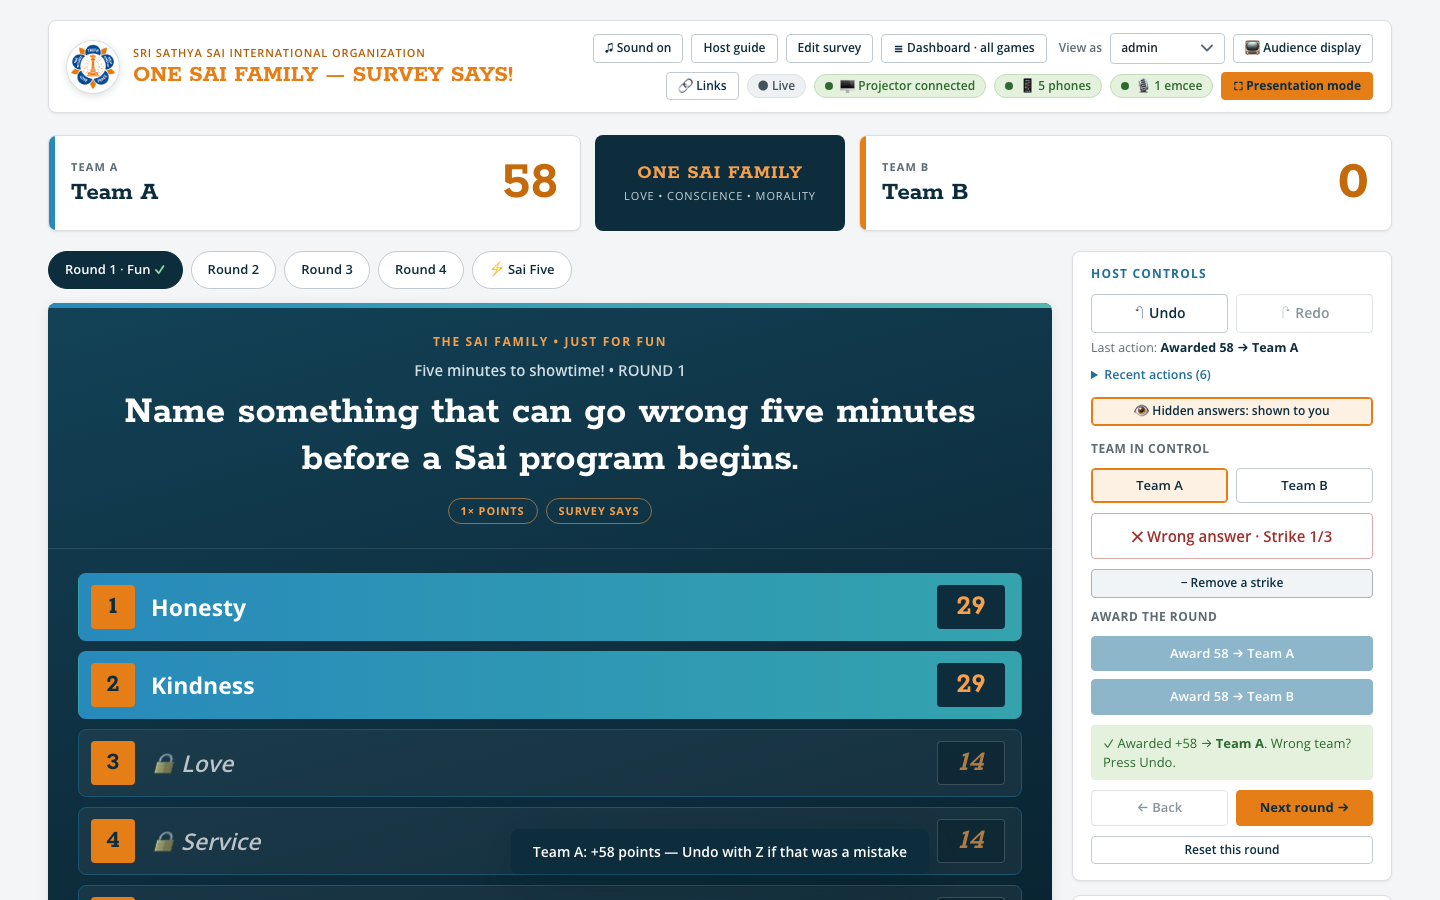 SRI SATHYA SAI INTERNATIONAL ORGANIZATION
ONE SAI FAMILY — SURVEY SAYS!
♫ Sound on
Host guide
Edit survey
≡ Dashboard · all games
View as
admin
Audience display
Links
Live
Projector connected
5 phones
1 emcee
Presentation mode
TEAM A
Team A
58
ONE SAI FAMILY
LOVE • CONSCIENCE • MORALITY
TEAM B
Team B
0
Round 1 · Fun ✓
Round 2
Round 3
Round 4
⚡ Sai Five
THE SAI FAMILY • JUST FOR FUN
Five minutes to showtime! • ROUND 1
Name something that can go wrong five minutes
before a Sai program begins.
1× POINTS
SURVEY SAYS
1 Honesty 29
2 Kindness 29
3 Love 14
4 Service 14
Team A: +58 points — Undo with Z if that was a mistake
HOST CONTROLS
Undo
Redo
Last action: Awarded 58 → Team A
▶ Recent actions (6)
Hidden answers: shown to you
TEAM IN CONTROL
Team A
Team B
✕ Wrong answer · Strike 1/3
− Remove a strike
AWARD THE ROUND
Award 58 → Team A
Award 58 → Team B
✓ Awarded +58 → Team A. Wrong team?
Press Undo.
← Back
Next round →
Reset this round